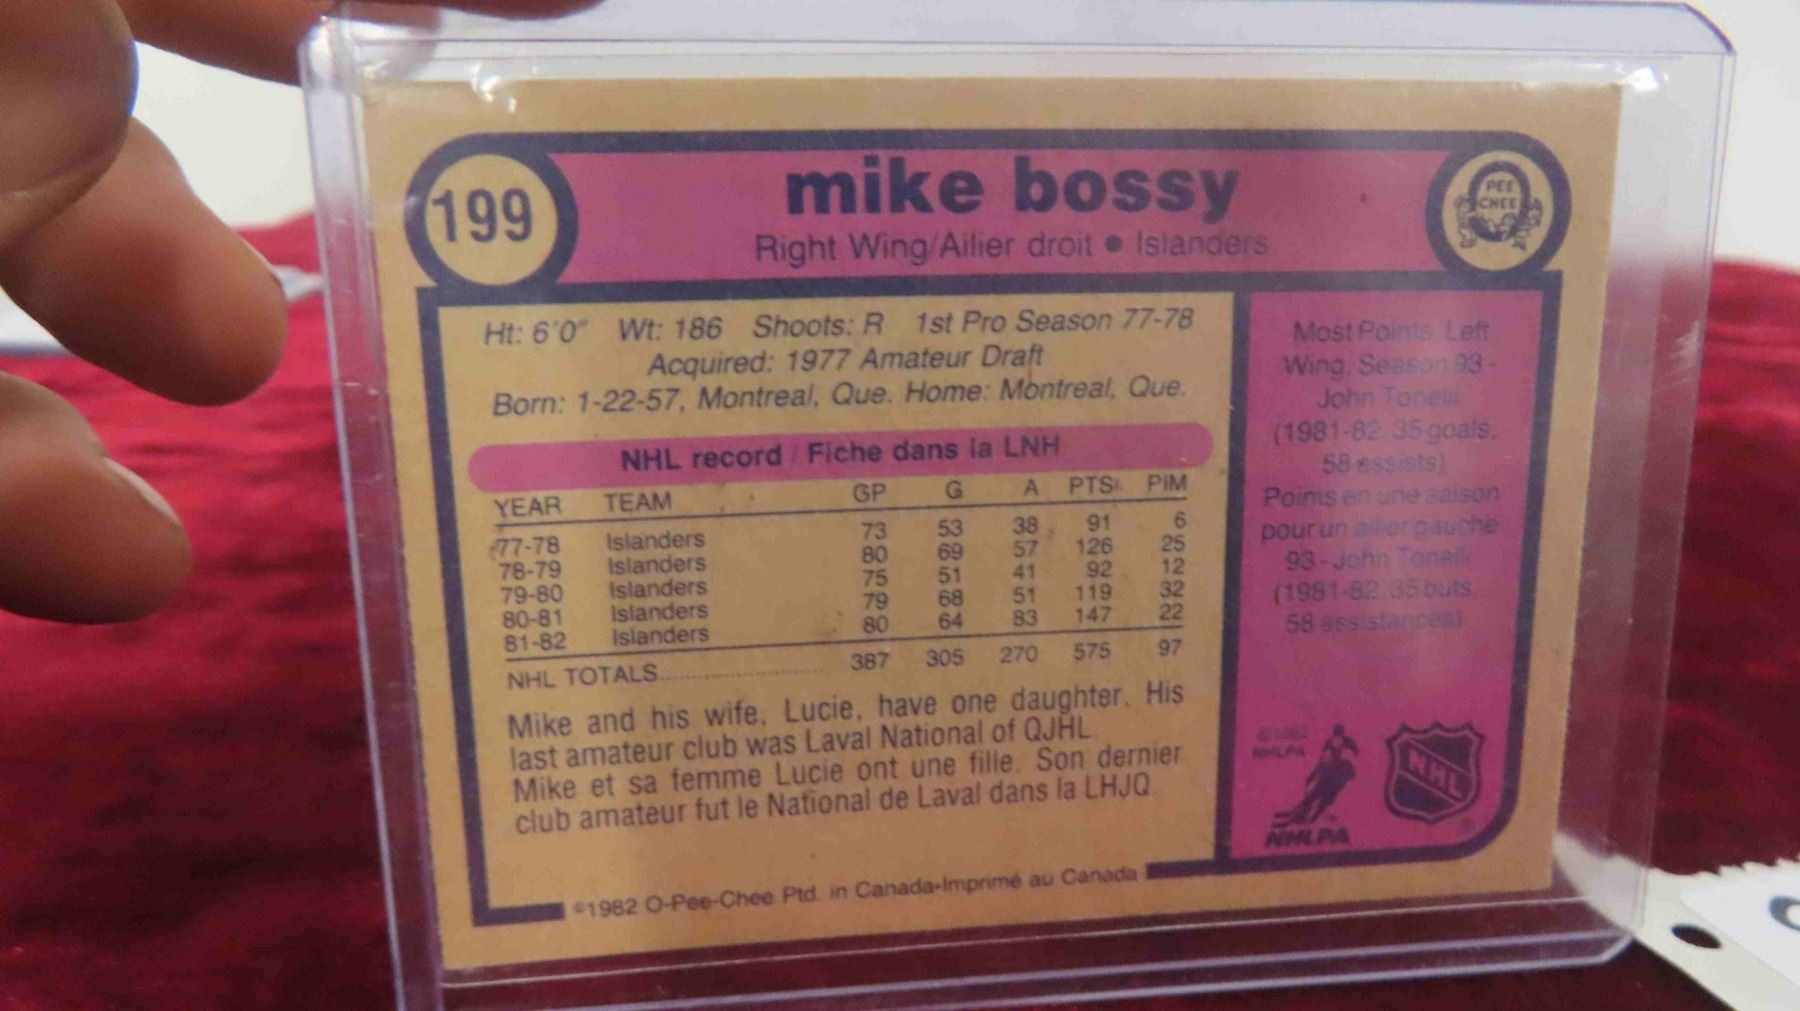 199
mike bossy
Right Wing/Ailier droit • Islanders
PEE
CHEE
Ht: 6'0" Wt: 186 Shoots: R 1st Pro Season 77-78
Acquired: 1977 Amateur Draft
Born: 1-22-57, Montreal, Que. Home: Montreal, Que.
NHL record / Fiche dans la LNH
YEAR TEAM GP G A PTS. PIM
77-78 Islanders 73 53 38 91 6
78-79 Islanders 80 69 57 126 25
79-80 Islanders 75 51 41 92 12
80-81 Islanders 79 68 51 119 32
81-82 Islanders 80 64 83 147 22
NHL TOTALS 387 305 270 575 97
Mike and his wife, Lucie, have one daughter. His
last amateur club was Laval National of QJHL
Mike et sa femme Lucie ont une fille. Son dernier
club amateur fut le National de Laval dans la LHJQ
©1982 O-Pee-Chee Ptd. in Canada•Imprimé au Canada
Most Points, Left
Wing, Season 93 -
John Tonelli
(1981-82 35 goals,
58 assists)
Points en une saison
pour un ailier gauche
93 - John Tonelli
(1981-82 35 buts
58 assistances)
©1982
NHLPA
NHLPA
NHL